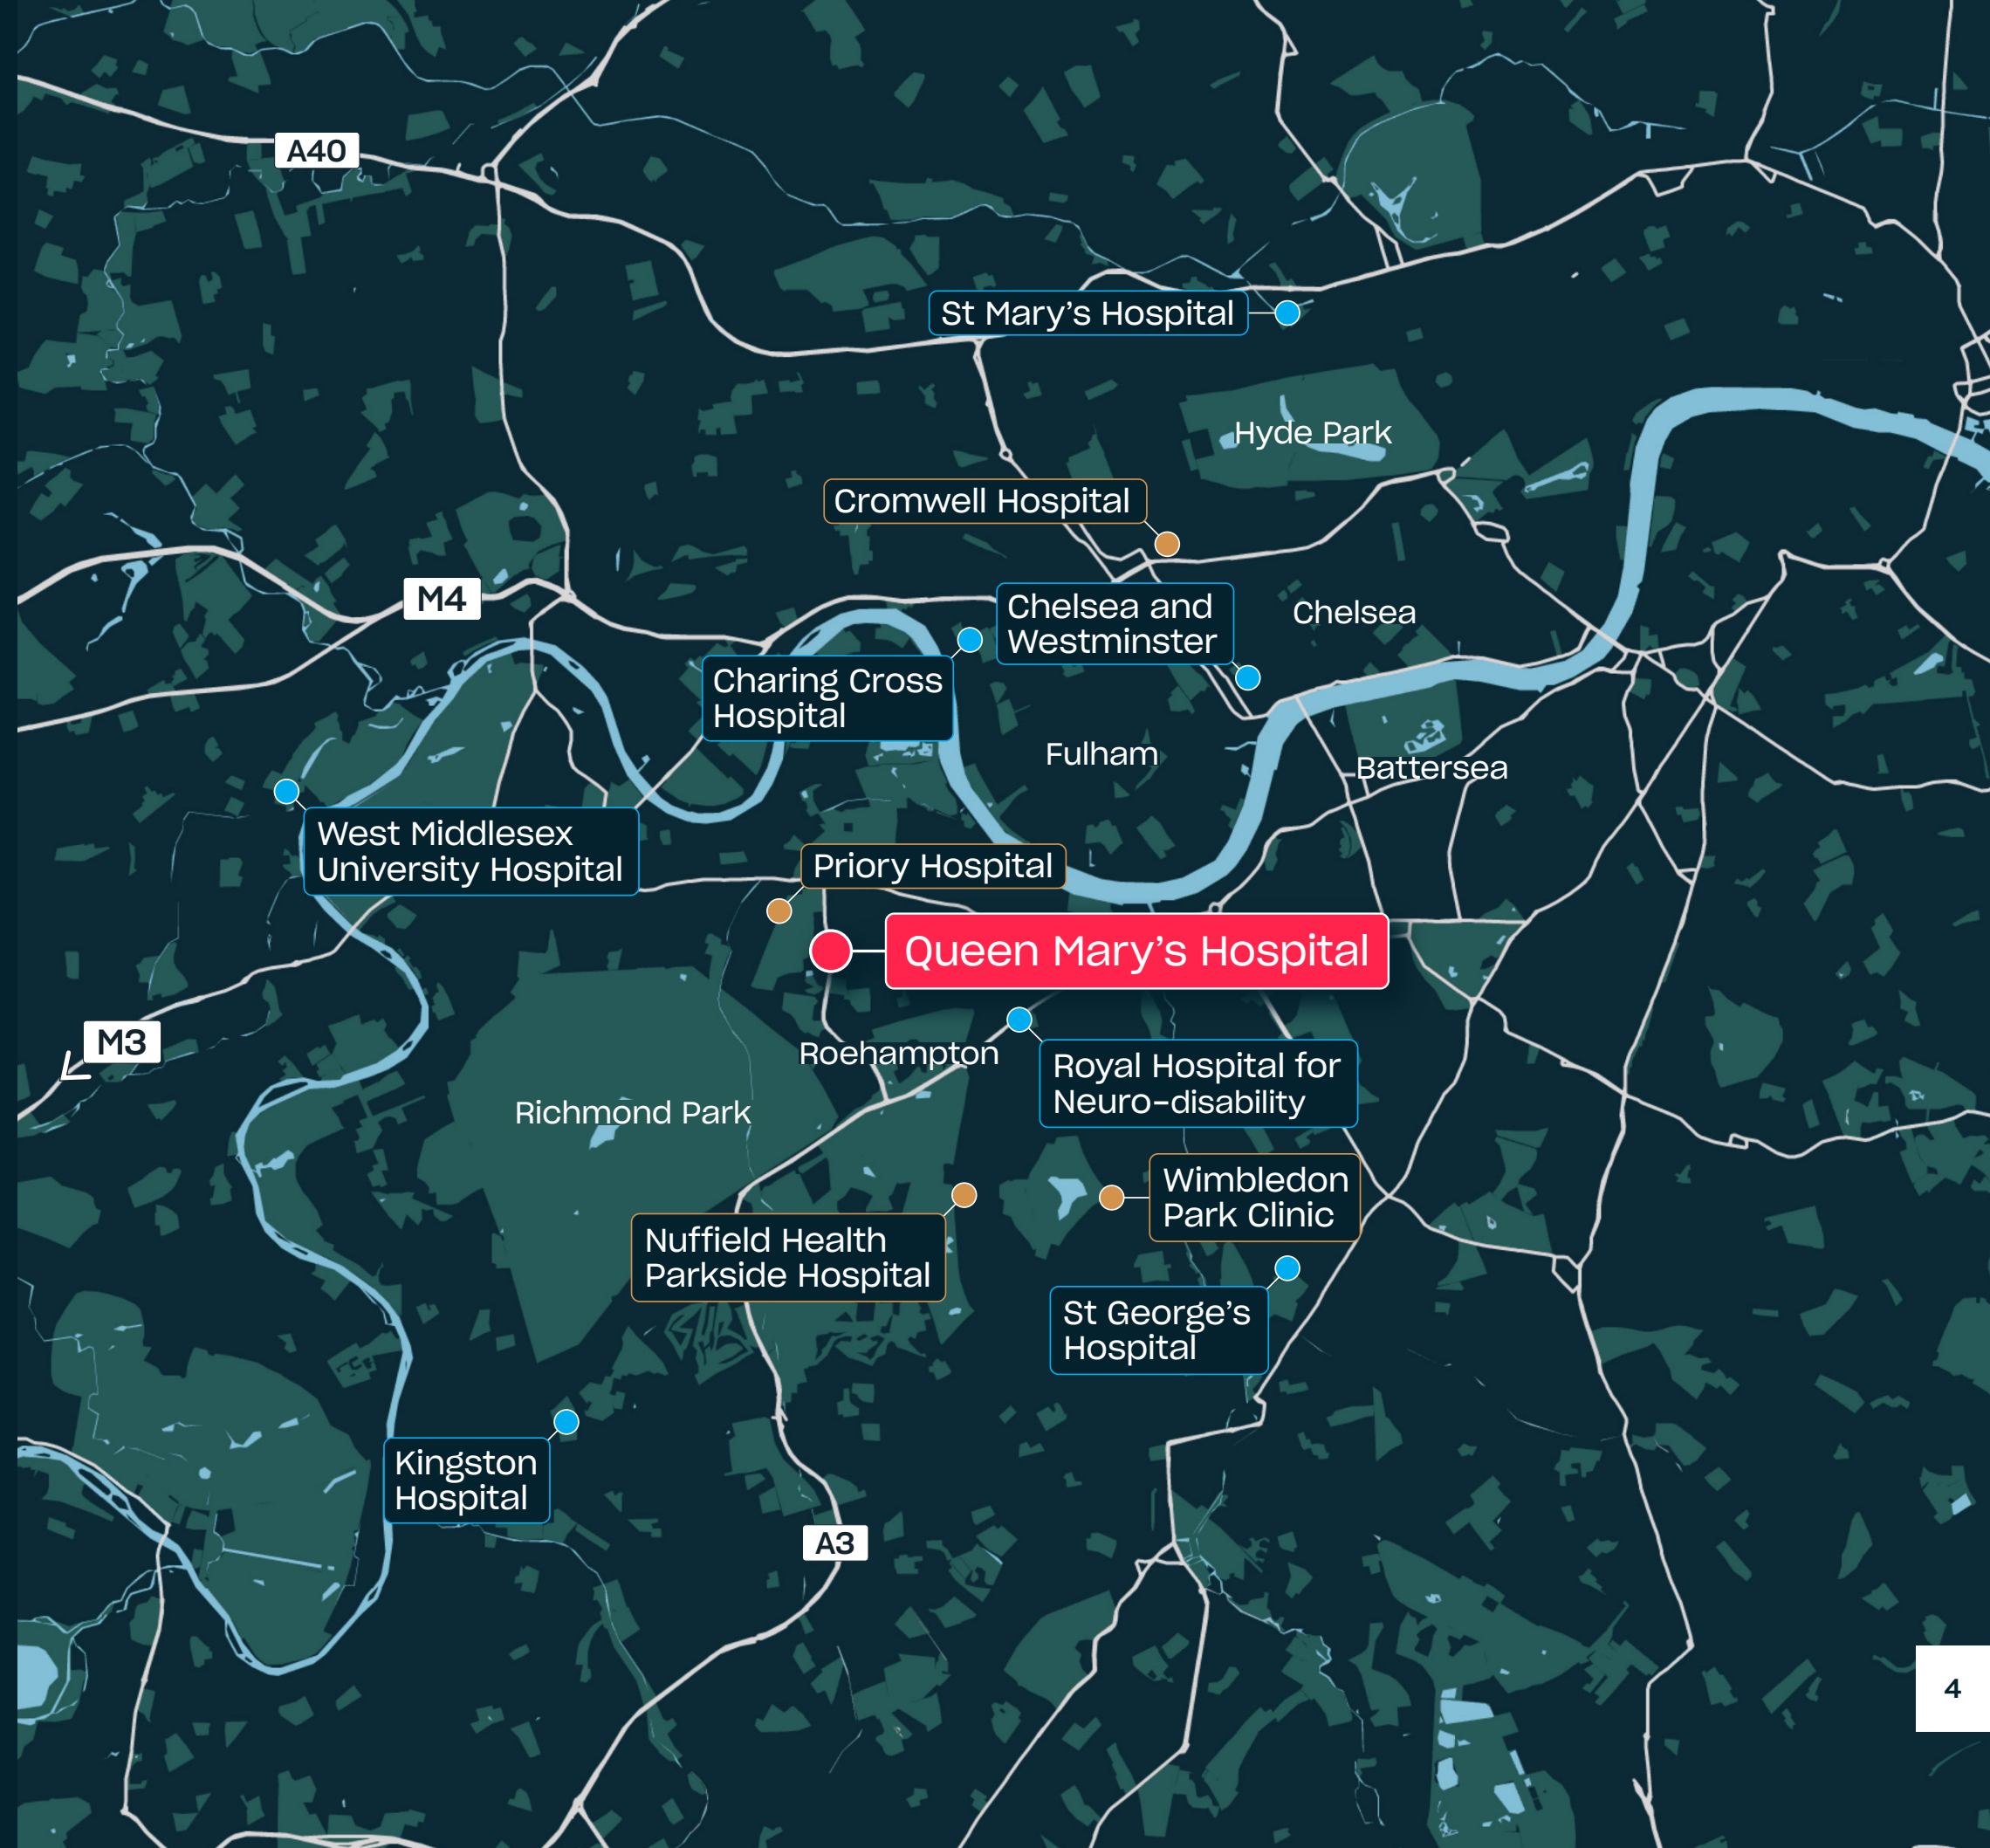 A40
St Mary’s Hospital
Hyde Park
Cromwell Hospital
M4
Chelsea and
Westminster
Chelsea
Charing Cross
Hospital
Fulham
Battersea
West Middlesex
University Hospital
Priory Hospital
Queen Mary’s Hospital
M3
Roehampton
Royal Hospital for
Neuro-disability
Richmond Park
Wimbledon
Park Clinic
Nuffield Health
Parkside Hospital
St George’s
Hospital
Kingston
Hospital
A3
4